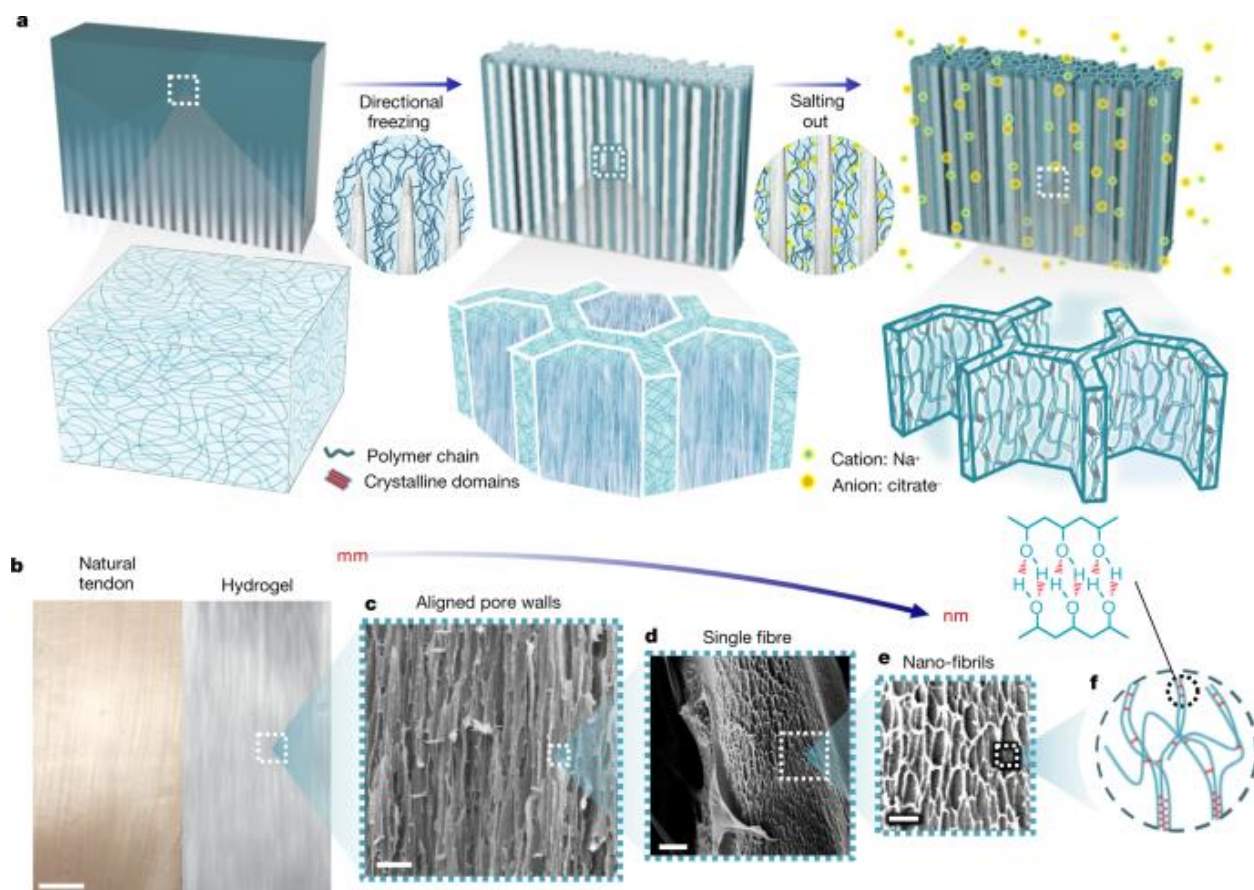 a
Directional
freezing
Salting
out
Polymer chain
Crystalline domains
Cation: Na⁺
Anion: citrate⁻
b
Natural
tendon
Hydrogel
mm
nm
c
Aligned pore walls
d
Single fibre
e
Nano-fibrils
f
O O O
H H H
H H H
O O O